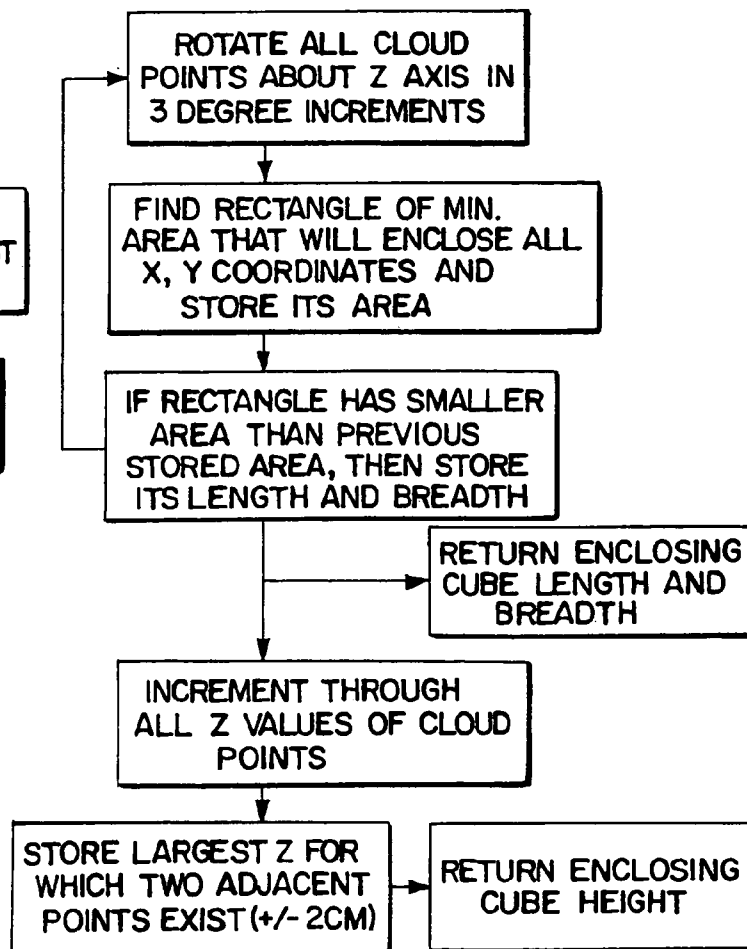 ROTATE ALL CLOUD
POINTS ABOUT Z AXIS IN
3 DEGREE INCREMENTS
FIND RECTANGLE OF MIN.
AREA THAT WILL ENCLOSE ALL
X, Y COORDINATES AND
STORE ITS AREA
IF RECTANGLE HAS SMALLER
AREA THAN PREVIOUS
STORED AREA, THEN STORE
ITS LENGTH AND BREADTH
RETURN ENCLOSING
CUBE LENGTH AND
BREADTH
INCREMENT THROUGH
ALL Z VALUES OF CLOUD
POINTS
STORE LARGEST Z FOR
WHICH TWO ADJACENT
POINTS EXIST (+/- 2CM)
RETURN ENCLOSING
CUBE HEIGHT